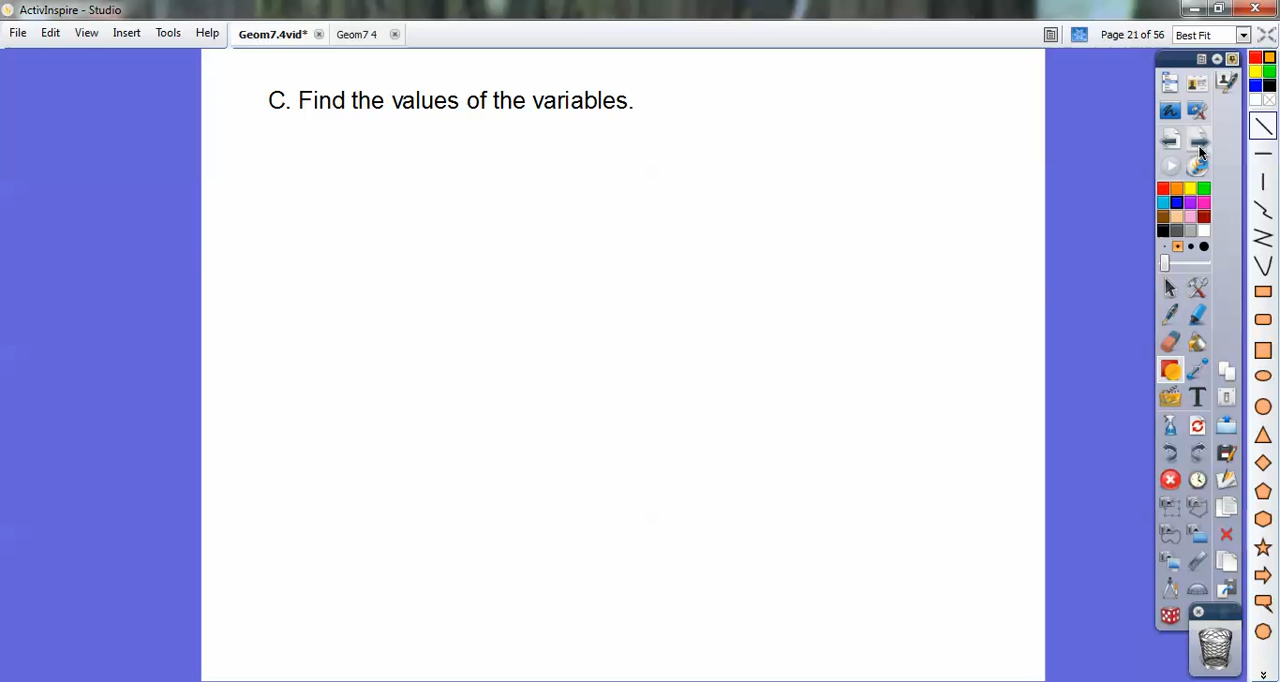 ActivInspire - Studio
File Edit View Insert Tools Help
Geom7.4vid* Geom7 4
Page 21 of 56 Best Fit
C. Find the values of the variables.